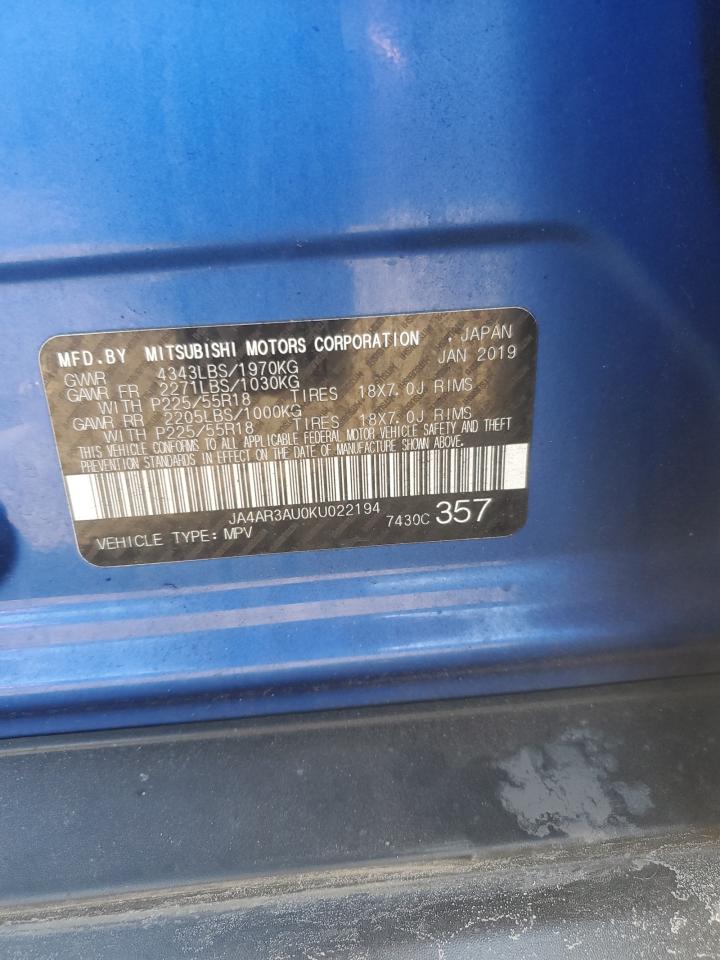 MFD.BY MITSUBISHI MOTORS CORPORATION . JAPAN
GVWR 4343LBS/1970KG JAN 2019
GAWR FR 2271LBS/1030KG
WITH P225/55R18 TIRES 18X7.0J RIMS
GAWR RR 2205LBS/1000KG
WITH P225/55R18 TIRES 18X7.0J RIMS
THIS VEHICLE CONFORMS TO ALL APPLICABLE FEDERAL MOTOR VEHICLE SAFETY AND THEFT
PREVENTION STANDARDS IN EFFECT ON THE DATE OF MANUFACTURE SHOWN ABOVE.
JA4AR3AU0KU022194
VEHICLE TYPE: MPV 7430C 357